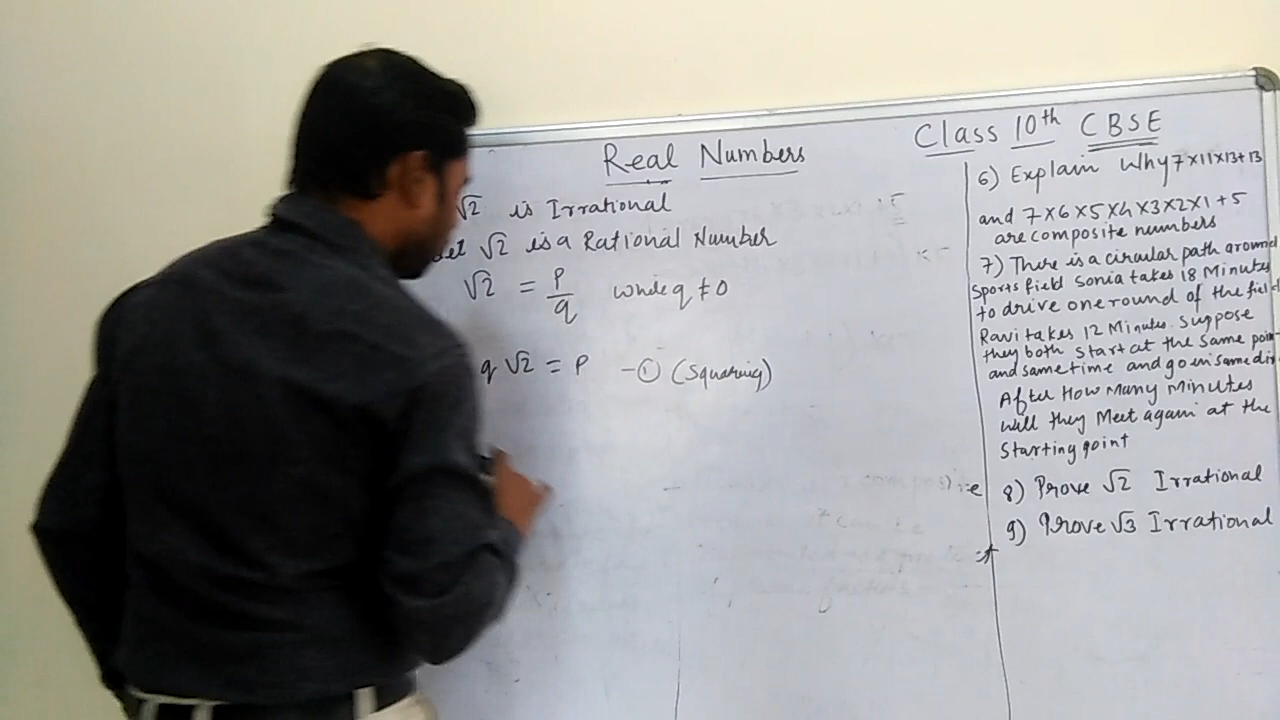 Real Numbers
Class 10th CBSE
√2 is Irrational
Let √2 is a Rational Number
√2 = P/q while q ≠ 0
q √2 = P - ① (Squaring)
6) Explain Why 7×11×13+13
and 7×6×5×4×3×2×1+5
are composite numbers
7) There is a circular path around
Sports field Sonia takes 18 Minutes
to drive one round of the field
Ravi takes 12 Minutes. Suppose
they both start at the same point
and same time and go in same dir
After How Many Minutes
will they Meet again at the
Starting point
8) Prove √2 Irrational
9) Prove √3 Irrational